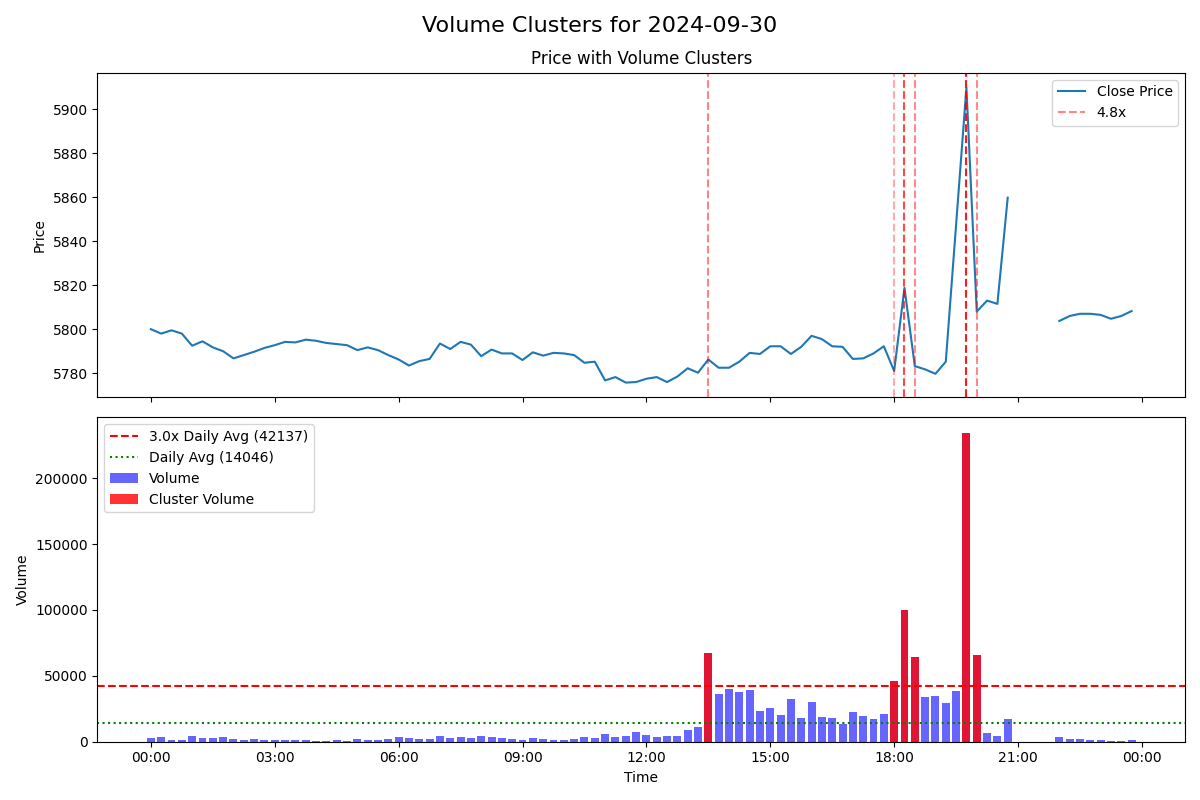 Volume Clusters for 2024-09-30
Price with Volume Clusters
Close Price
4.8x
5900
5880
5860
5840
5820
5800
5780
Price
3.0x Daily Avg (42137)
Daily Avg (14046)
Volume
Cluster Volume
200000
150000
100000
50000
0
Volume
00:00 03:00 06:00 09:00 12:00 15:00 18:00 21:00 00:00
Time